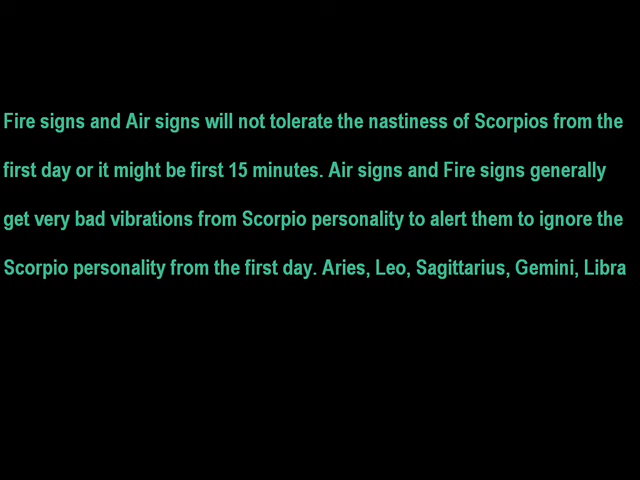 Fire signs and Air signs will not tolerate the nastiness of Scorpios from the
first day or it might be first 15 minutes. Air signs and Fire signs generally
get very bad vibrations from Scorpio personality to alert them to ignore the
Scorpio personality from the first day. Aries, Leo, Sagittarius, Gemini, Libra